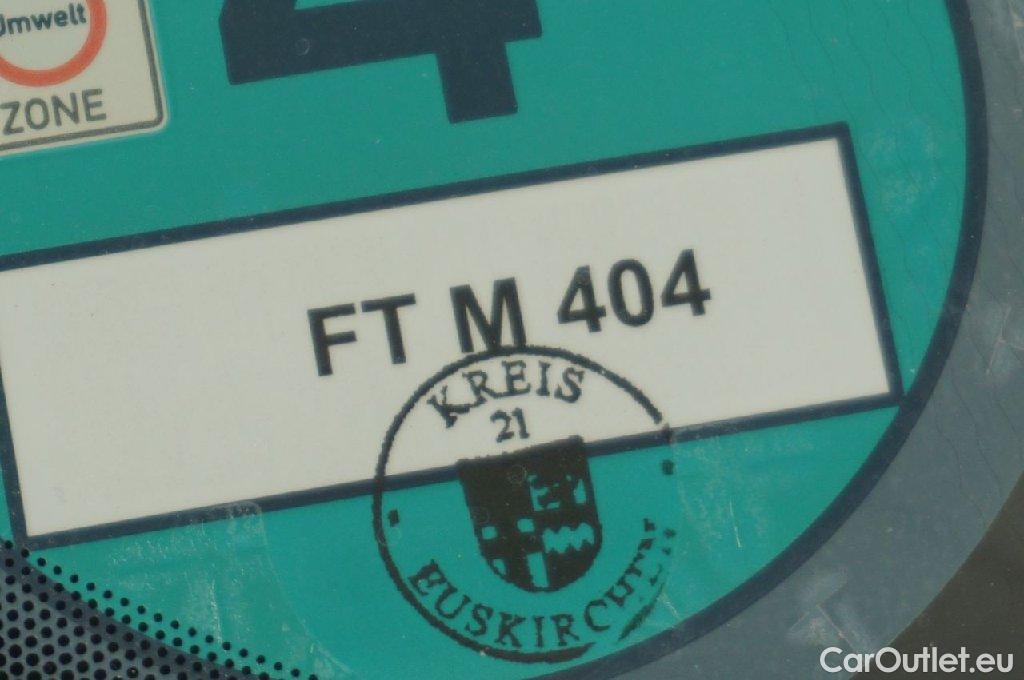 Umwelt
ZONE
4
FT M 404
KREIS
21
EUSKIRCHEN
CarOutlet.eu